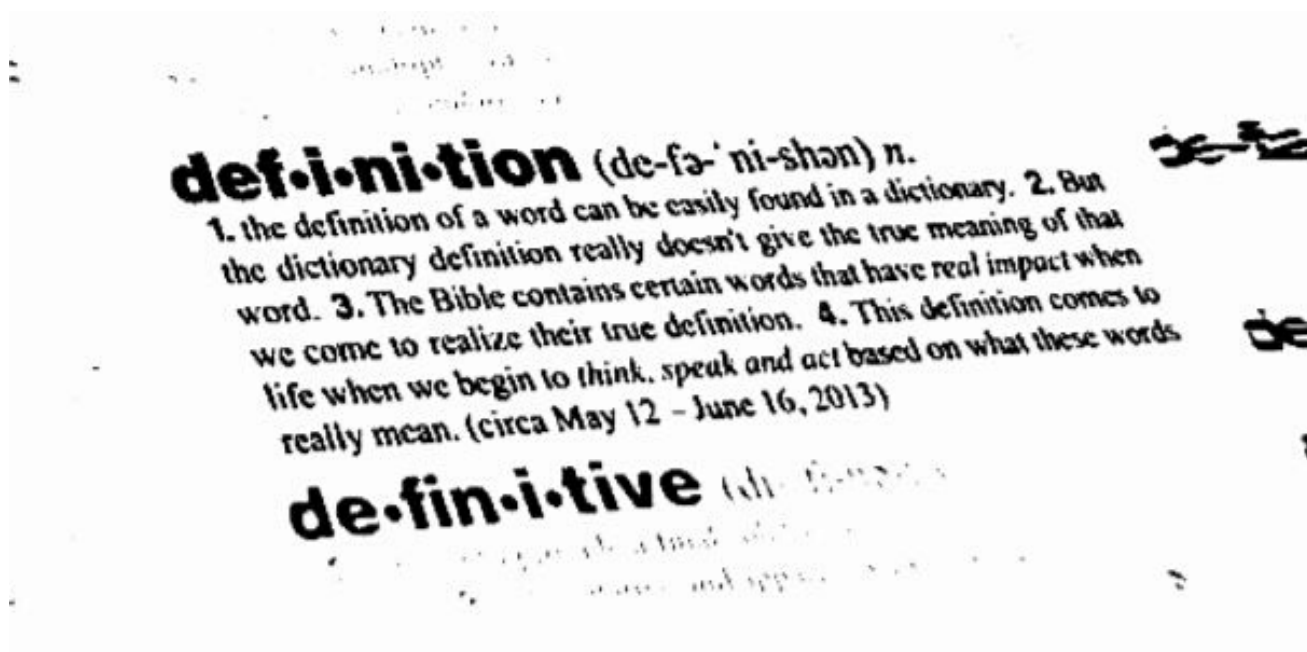 def•i•ni•tion (de-fə-ˈni-shən) n.
1. the definition of a word can be easily found in a dictionary. 2. But
the dictionary definition really doesn't give the true meaning of that
word. 3. The Bible contains certain words that have real impact when
we come to realize their true definition. 4. This definition comes to
life when we begin to think, speak and act based on what these words
really mean. (circa May 12 – June 16, 2013)
de•fin•i•tive